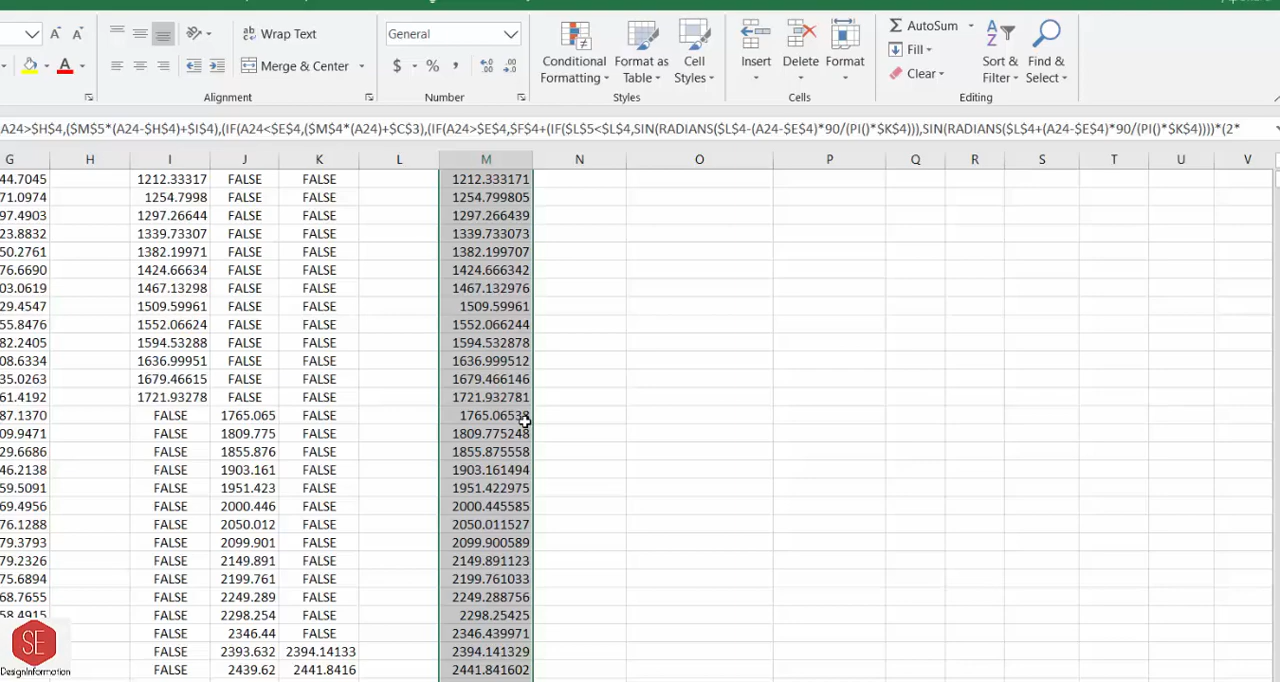 AutoSum
Wrap Text
General
Fill
Merge & Center
$ % ,
Clear
Conditional Formatting
Format as Table
Cell Styles
Insert
Delete
Format
Sort & Filter
Find & Select
Alignment
Number
Styles
Cells
Editing
A24>$H$4,($M$5*(A24-$H$4)+$I$4),(IF(A24<$E$4,($M$4*(A24)+$C$3),(IF(A24>$E$4,$F$4+(IF($L$5<$L$4,SIN(RADIANS($L$4-(A24-$E$4)*90/(PI()*$K$4))),SIN(RADIANS($L$4+(A24-$E$4)*90/(PI()*$K$4))))*(2*
G H I J K L M N O P Q R S T U V
44.7045 1212.33317 FALSE FALSE 1212.333171
71.0974 1254.7998 FALSE FALSE 1254.799805
97.4903 1297.26644 FALSE FALSE 1297.266439
23.8832 1339.73307 FALSE FALSE 1339.733073
50.2761 1382.19971 FALSE FALSE 1382.199707
76.6690 1424.66634 FALSE FALSE 1424.666342
03.0619 1467.13298 FALSE FALSE 1467.132976
29.4547 1509.59961 FALSE FALSE 1509.59961
55.8476 1552.06624 FALSE FALSE 1552.066244
82.2405 1594.53288 FALSE FALSE 1594.532878
08.6334 1636.99951 FALSE FALSE 1636.999512
35.0263 1679.46615 FALSE FALSE 1679.466146
61.4192 1721.93278 FALSE FALSE 1721.932781
87.1370 FALSE 1765.065 FALSE
09.9471 FALSE 1809.775 FALSE 1809.775248
29.6686 FALSE 1855.876 FALSE 1855.875558
46.2138 FALSE 1903.161 FALSE 1903.161494
59.5091 FALSE 1951.423 FALSE 1951.422975
69.4956 FALSE 2000.446 FALSE 2000.445585
76.1288 FALSE 2050.012 FALSE 2050.011527
79.3793 FALSE 2099.901 FALSE 2099.900589
79.2326 FALSE 2149.891 FALSE 2149.891123
75.6894 FALSE 2199.761 FALSE 2199.761033
68.7655 FALSE 2249.289 FALSE 2249.288756
58.4915 FALSE 2298.254 FALSE 2298.25425
FALSE 2346.44 FALSE 2346.439971
FALSE 2393.632 2394.14133 2394.141329
FALSE 2439.62 2441.8416 2441.841602
SE
DesignInformation